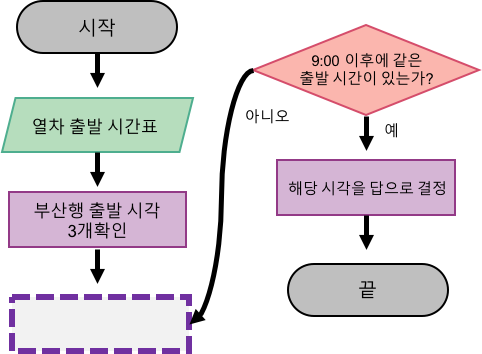 시작
열차 출발 시간표
부산행 출발 시각
3개확인
9:00 이후에 같은
출발 시간이 있는가?
아니오
예
해당 시각을 답으로 결정
끝